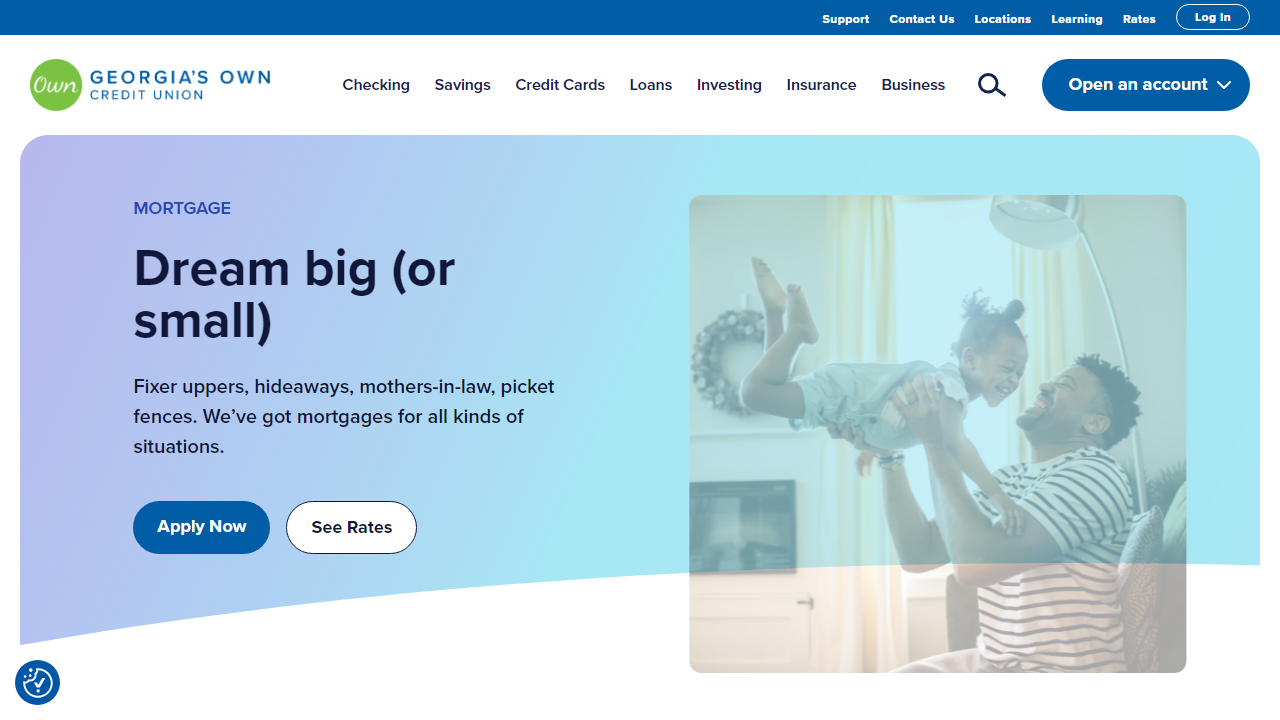 Support Contact Us Locations Learning Rates Log In
Own GEORGIA'S OWN
CREDIT UNION
Checking Savings Credit Cards Loans Investing Insurance Business Open an account
MORTGAGE
Dream big (or
small)
Fixer uppers, hideaways, mothers-in-law, picket
fences. We’ve got mortgages for all kinds of
situations.
Apply Now See Rates